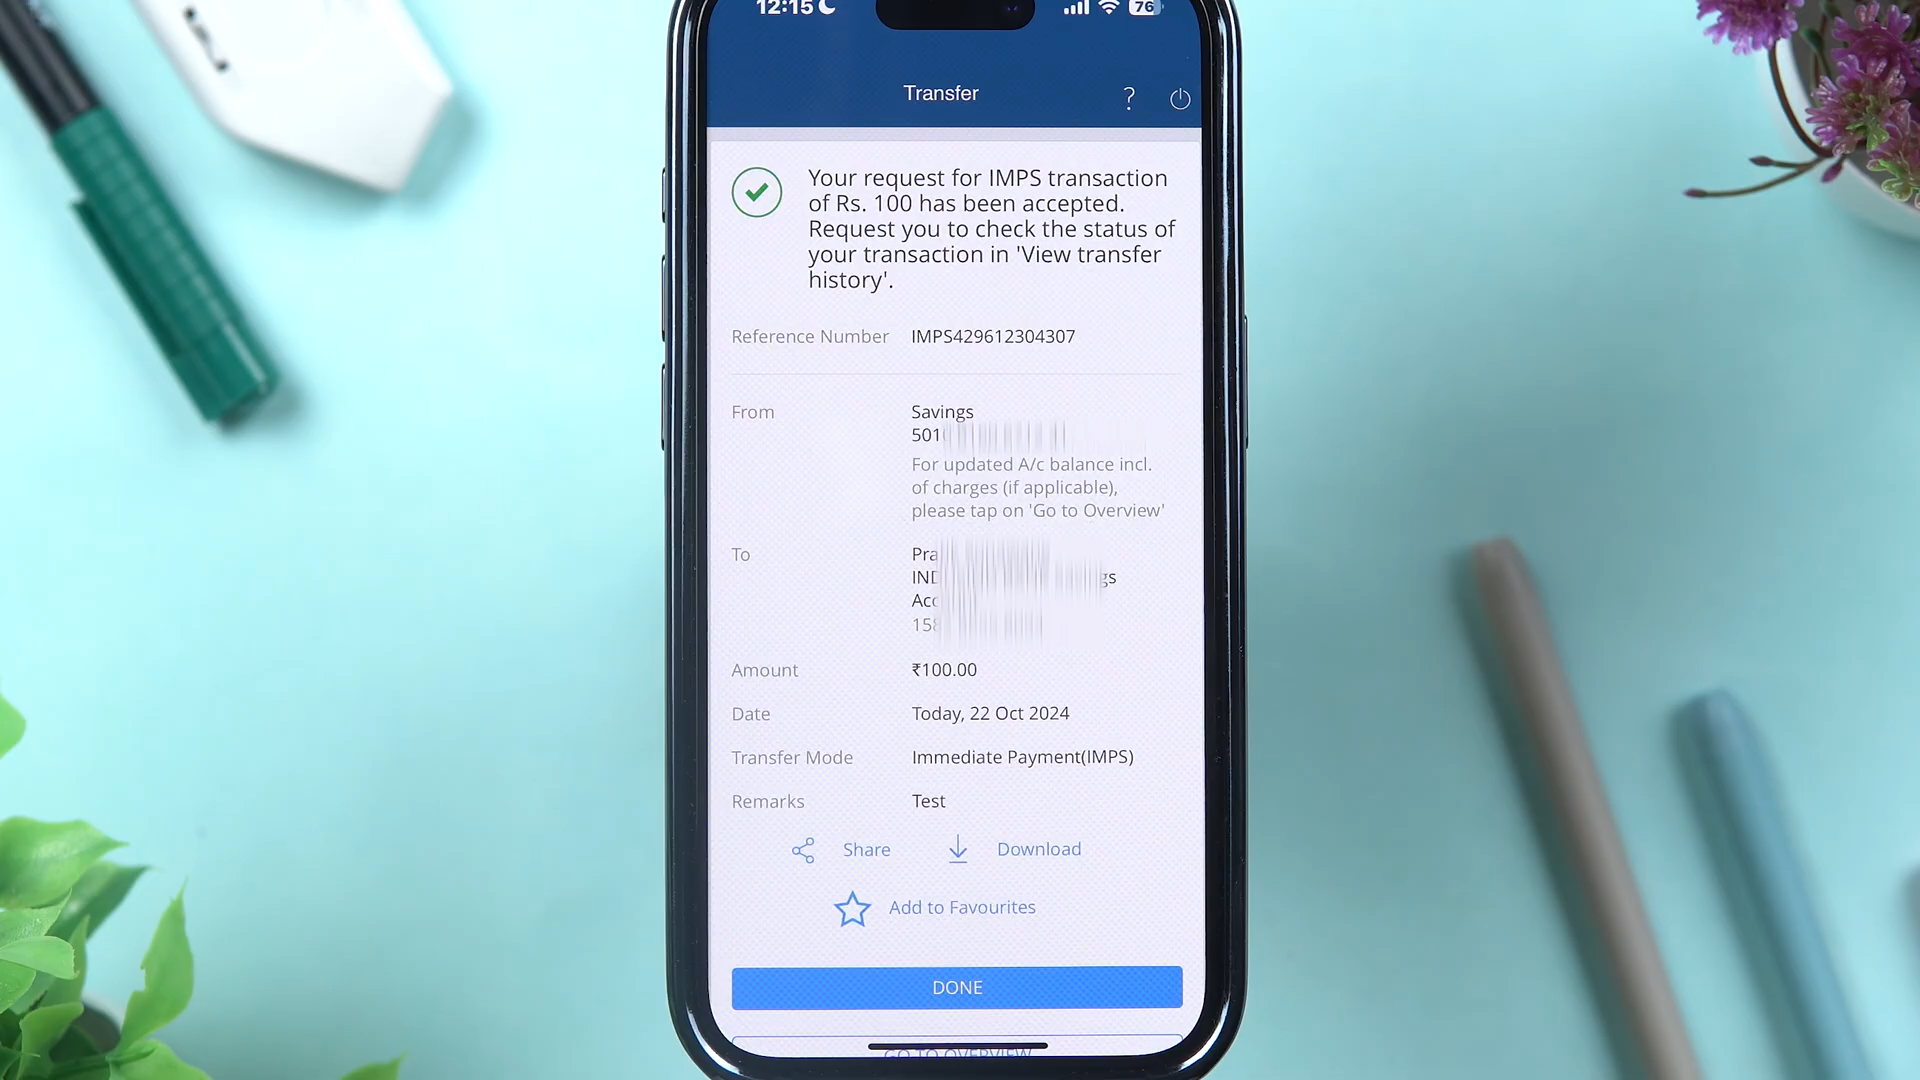 12:15
76
Transfer
?
Your request for IMPS transaction
of Rs. 100 has been accepted.
Request you to check the status of
your transaction in 'View transfer
history'.
Reference Number IMPS429612304307
From Savings
501
For updated A/c balance incl.
of charges (if applicable),
please tap on 'Go to Overview'
To Pra
IND gs
Acc
158
Amount ₹100.00
Date Today, 22 Oct 2024
Transfer Mode Immediate Payment(IMPS)
Remarks Test
Share Download
Add to Favourites
DONE
GO TO OVERVIEW